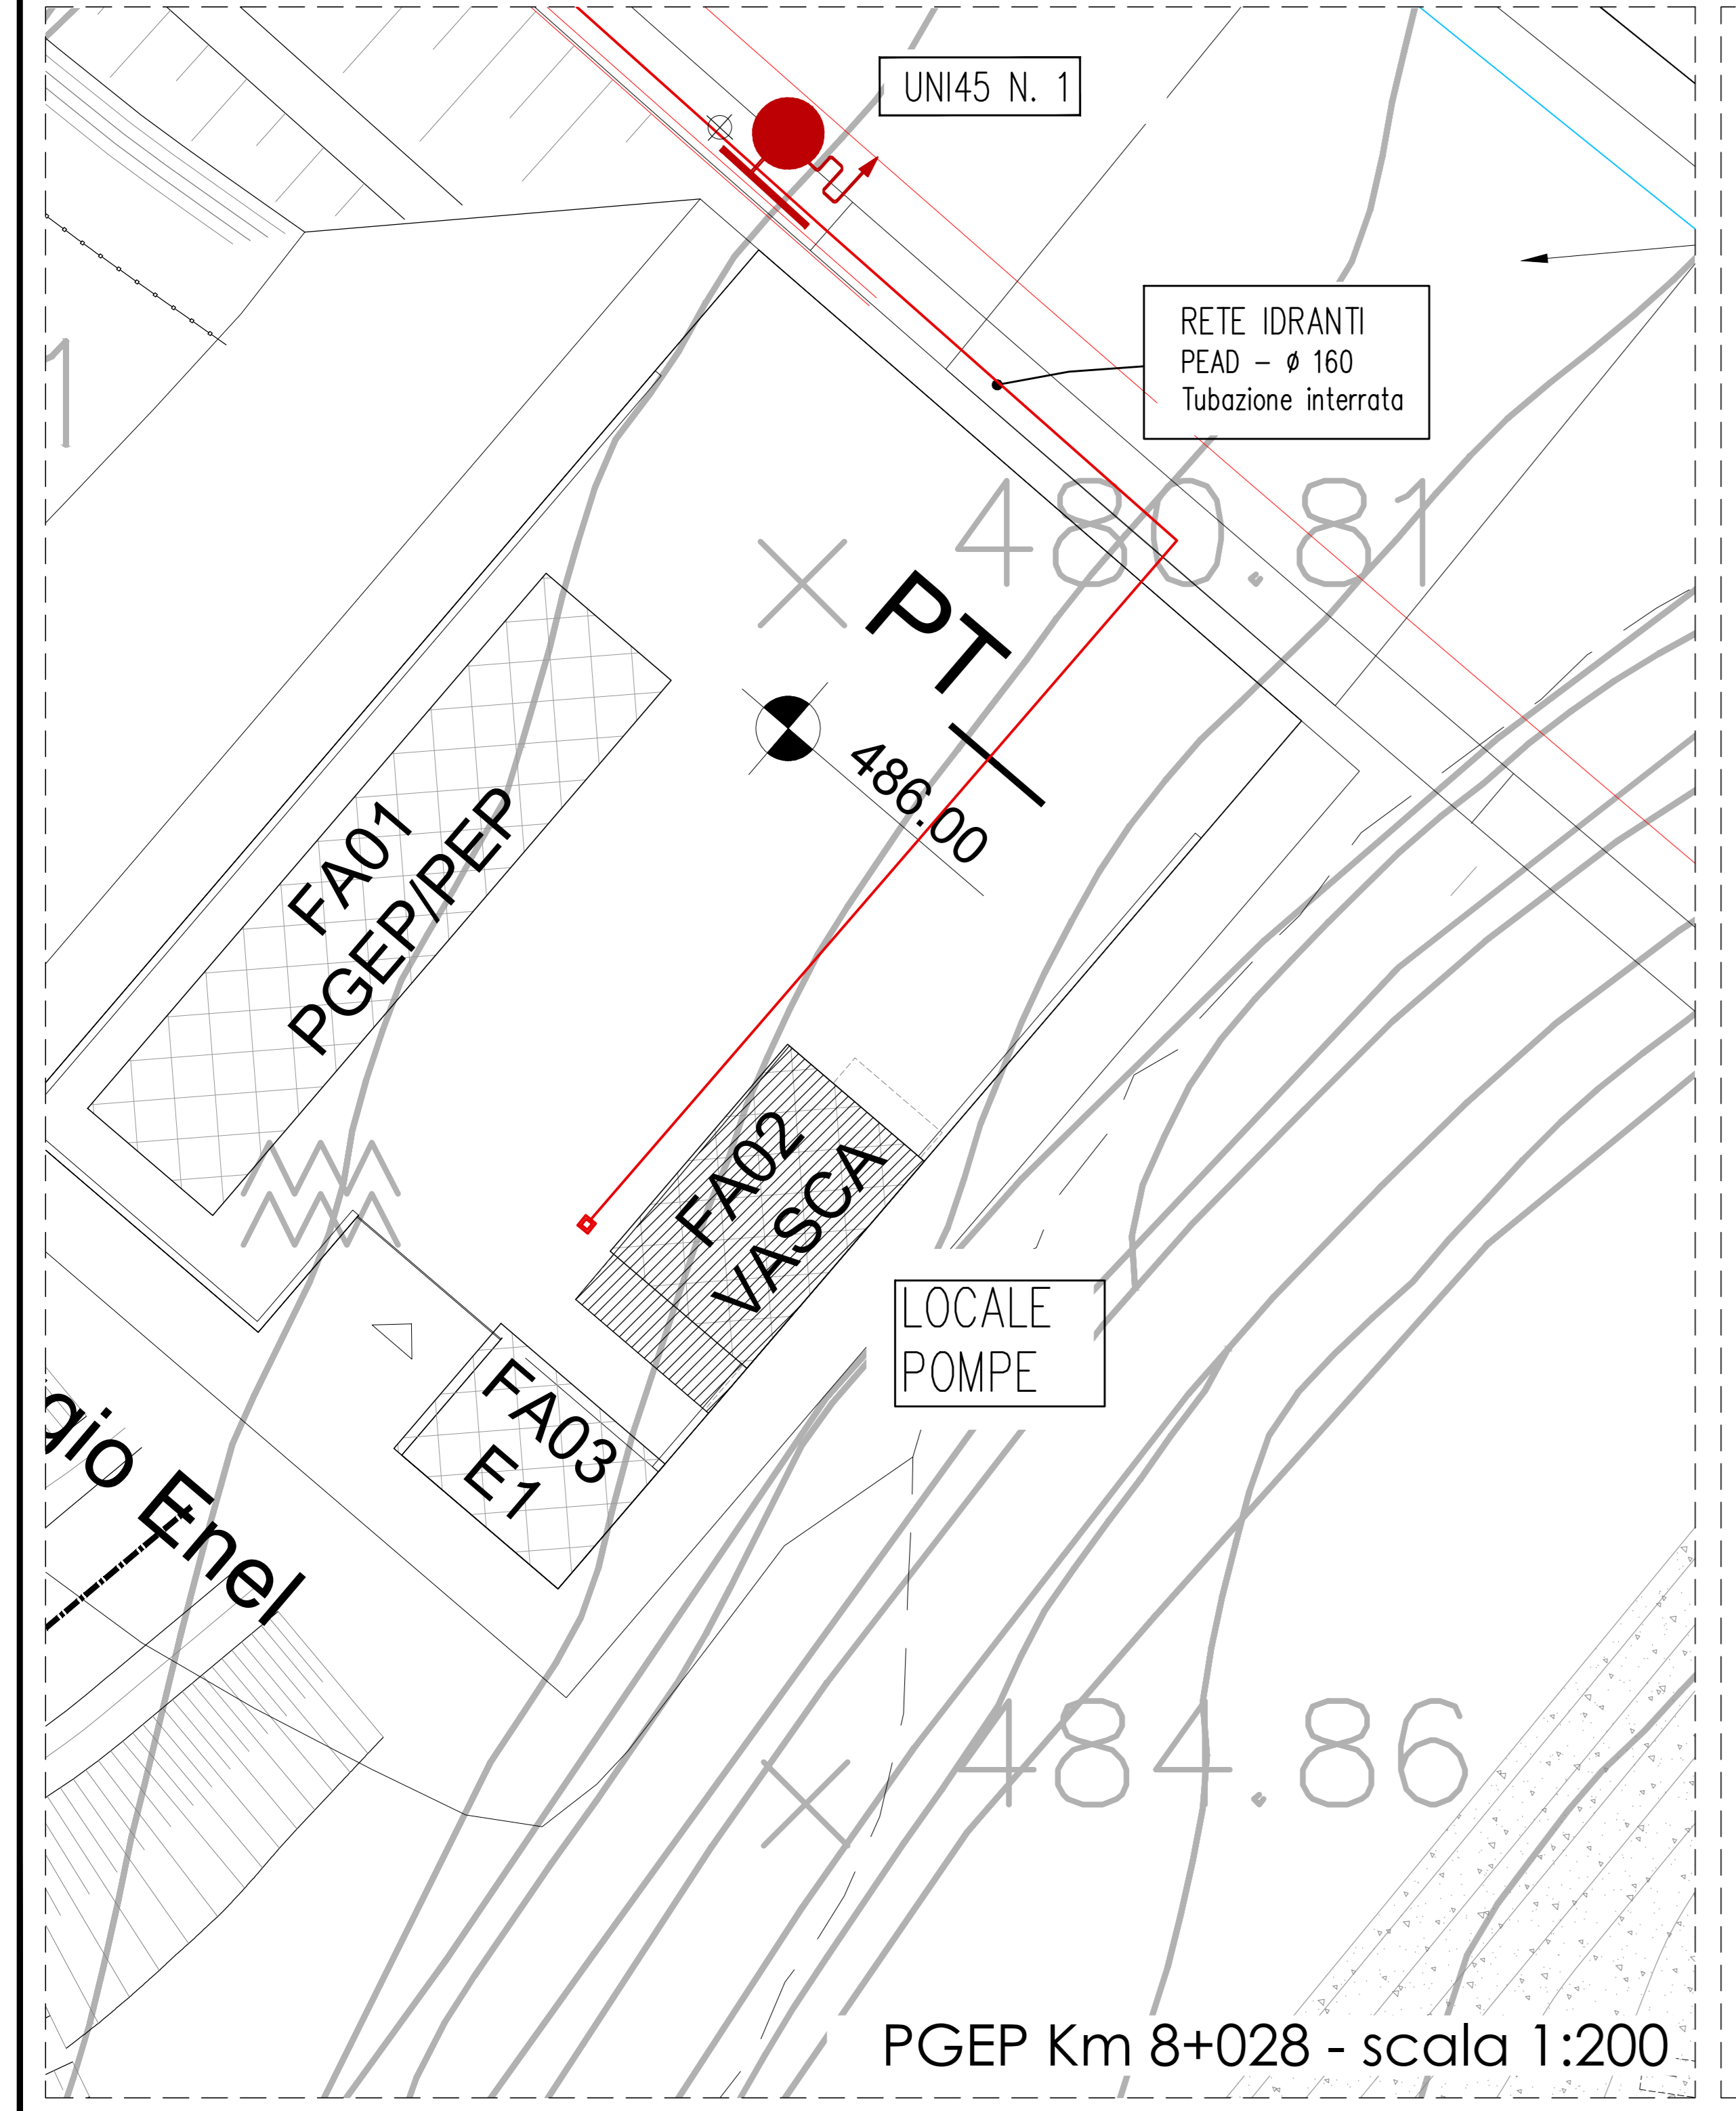 UNI45 N. 1
RETE IDRANTI
PEAD - ø 160
Tubazione interrata
1
480.81
PT
486.00
FA01
PGEP/PEP
FA02
VASCA
LOCALE
POMPE
FA03
E1
gio Enel
484.86
PGEP Km 8+028 - scala 1:200